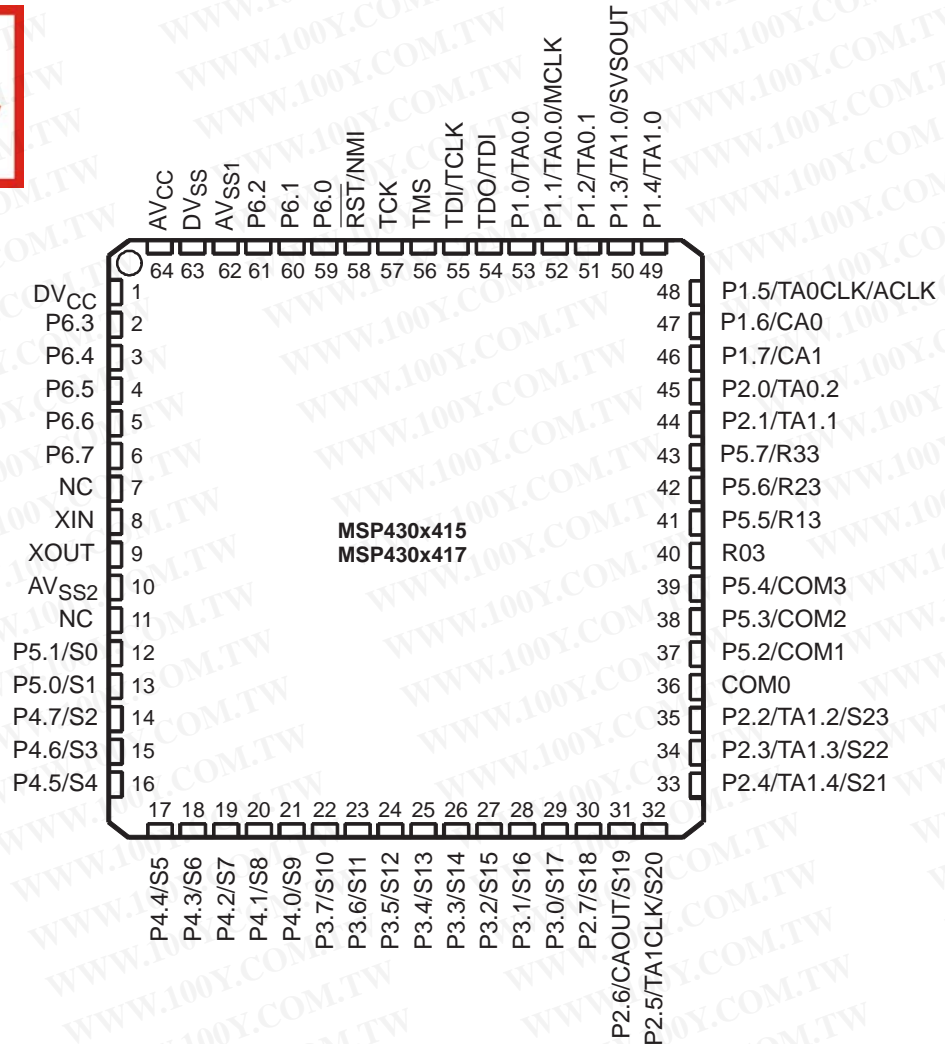 AVCC
DVSS
AVSS1
P6.2
P6.1
P6.0
RST/NMI
TCK
TMS
TDI/TCLK
TDO/TDI
P1.0/TA0.0
P1.1/TA0.0/MCLK
P1.2/TA0.1
P1.3/TA1.0/SVSOUT
P1.4/TA1.0
64 63 62 61 60 59 58 57 56 55 54 53 52 51 50 49
DVCC 1
P6.3 2
P6.4 3
P6.5 4
P6.6 5
P6.7 6
NC 7
XIN 8
XOUT 9
AVSS2 10
NC 11
P5.1/S0 12
P5.0/S1 13
P4.7/S2 14
P4.6/S3 15
P4.5/S4 16
MSP430x415
MSP430x417
48 P1.5/TA0CLK/ACLK
47 P1.6/CA0
46 P1.7/CA1
45 P2.0/TA0.2
44 P2.1/TA1.1
43 P5.7/R33
42 P5.6/R23
41 P5.5/R13
40 R03
39 P5.4/COM3
38 P5.3/COM2
37 P5.2/COM1
36 COM0
35 P2.2/TA1.2/S23
34 P2.3/TA1.3/S22
33 P2.4/TA1.4/S21
17 18 19 20 21 22 23 24 25 26 27 28 29 30 31 32
P4.4/S5
P4.3/S6
P4.2/S7
P4.1/S8
P4.0/S9
P3.7/S10
P3.6/S11
P3.5/S12
P3.4/S13
P3.3/S14
P3.2/S15
P3.1/S16
P3.0/S17
P2.7/S18
P2.6/CAOUT/S19
P2.5/TA1CLK/S20
WWW.100Y.COM.TW